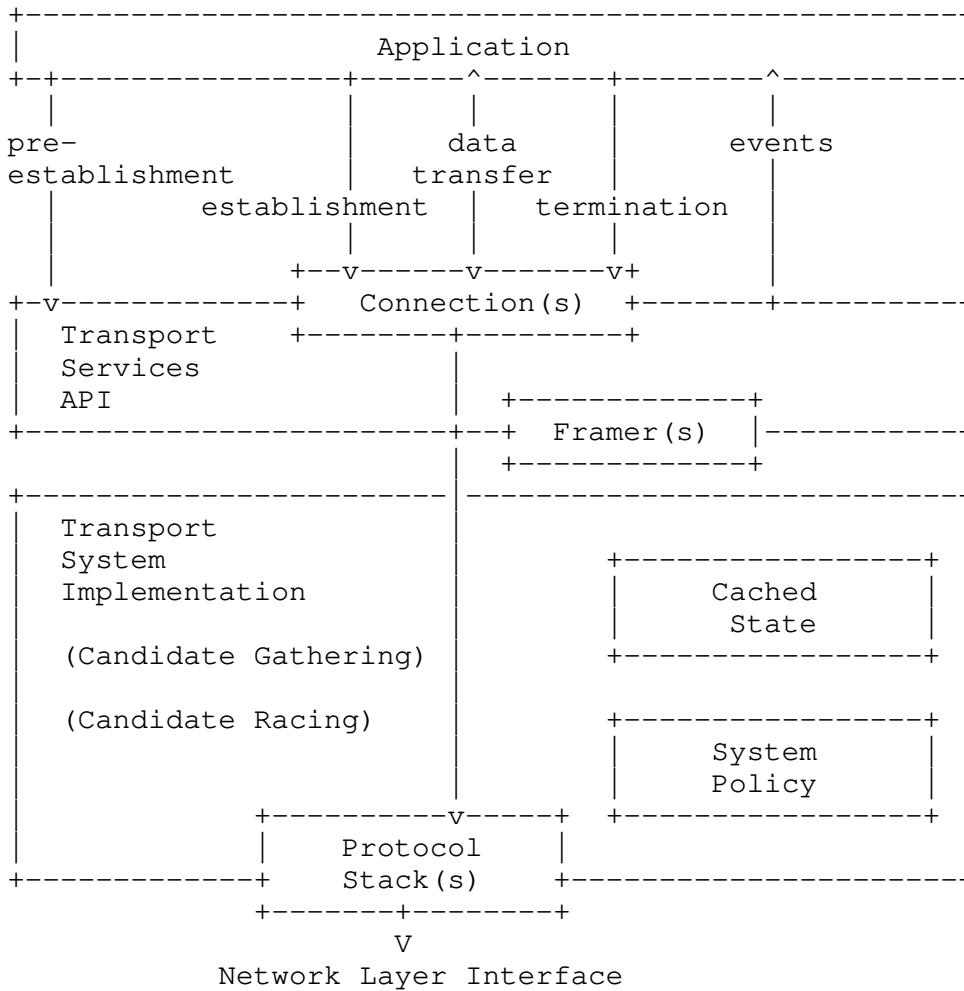 Application
pre-
data
events
establishment
transfer
establishment
termination
Connection(s)
Transport
Services
API
Framer(s)
Transport
System
Implementation
Cached
State
(Candidate Gathering)
(Candidate Racing)
System
Policy
Protocol
Stack(s)
Network Layer Interface